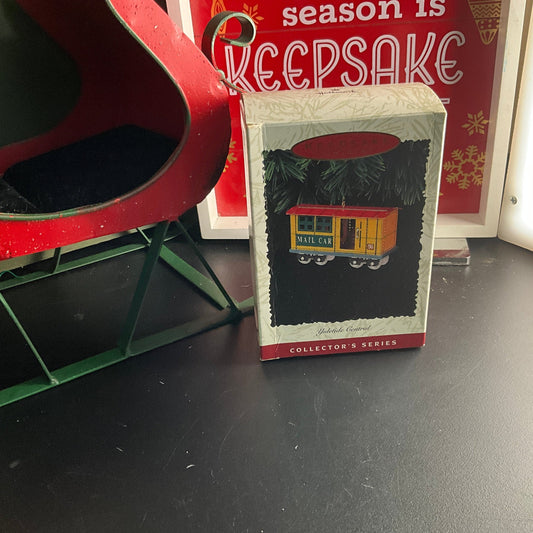 season is
KEEPSAKE
MAIL CAR
Yuletide Central
COLLECTOR'S SERIES